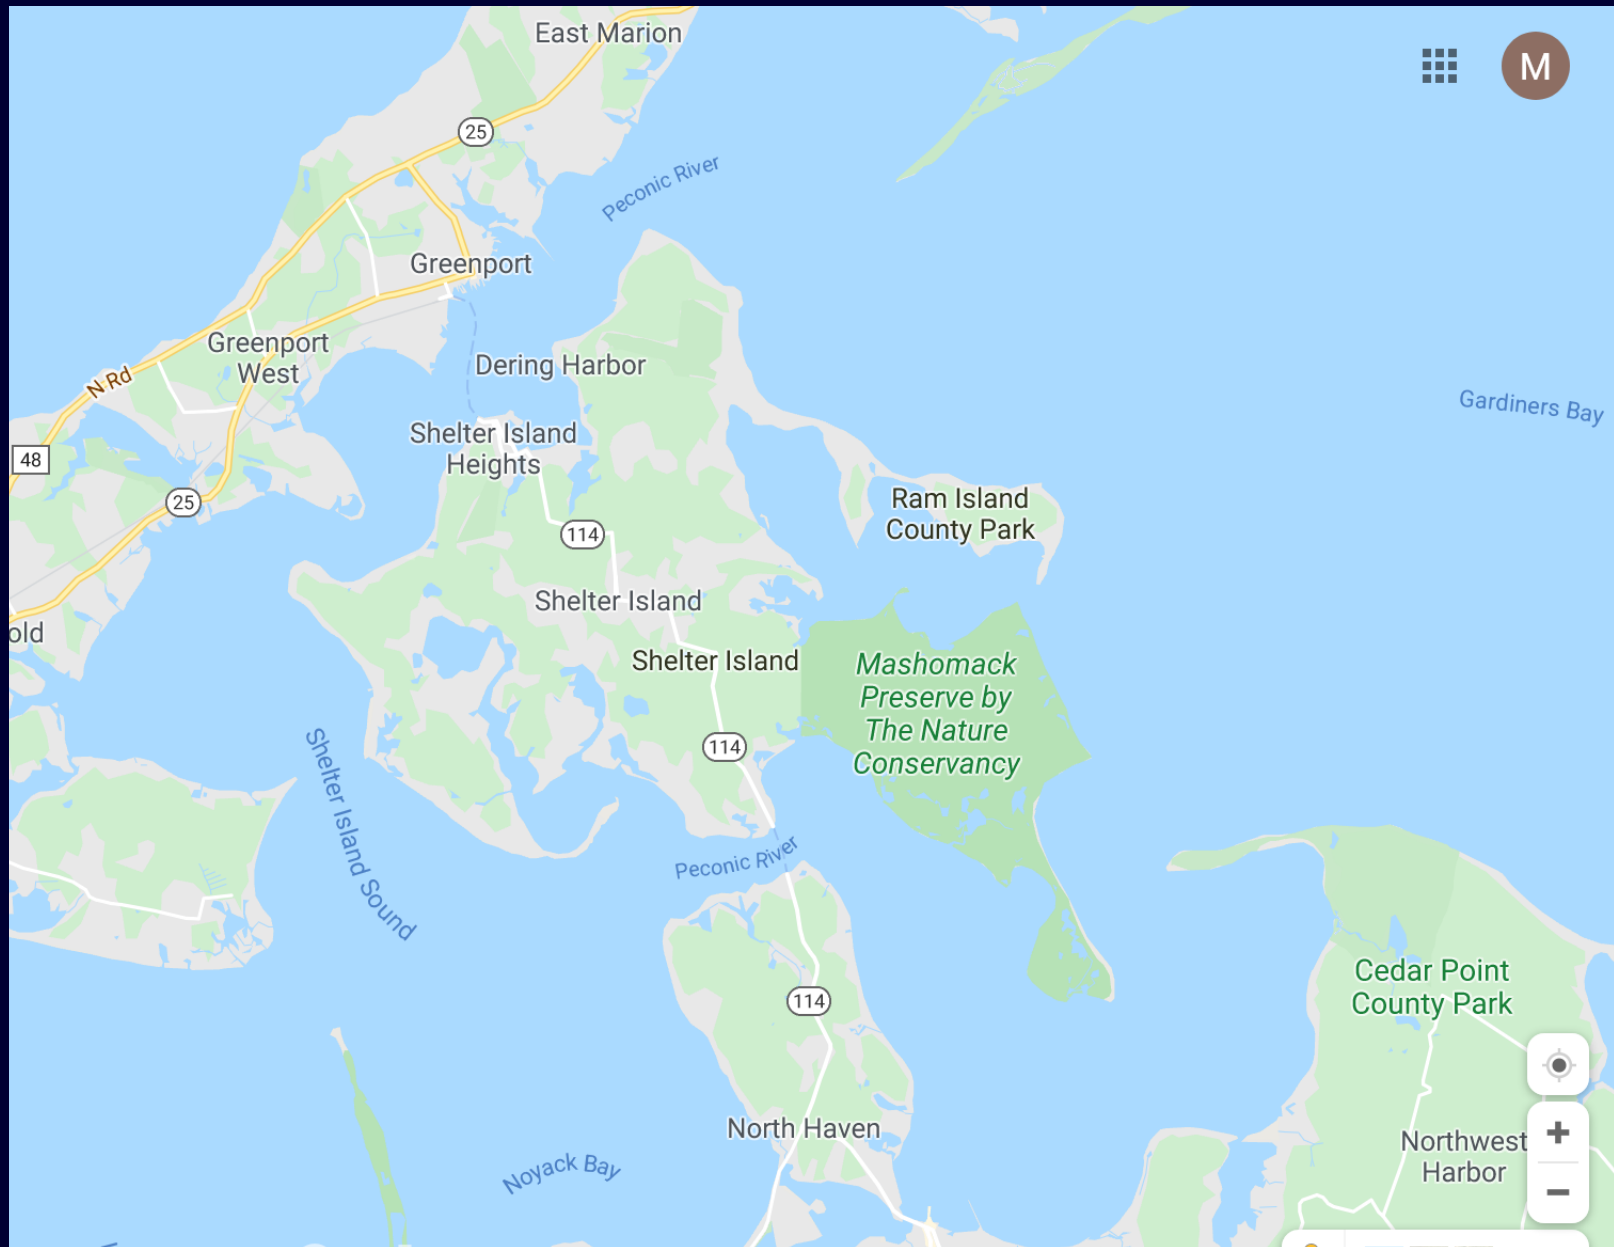 East Marion
M
25
Peconic River
Greenport
Greenport
West
Dering Harbor
N Rd
Gardiners Bay
Shelter Island
Heights
48
25
Ram Island
County Park
114
Shelter Island
old
Shelter Island
Mashomack
Preserve by
The Nature
Conservancy
114
Shelter Island Sound
Peconic River
Cedar Point
County Park
114
North Haven
Northwest
Harbor
Noyack Bay
+
−